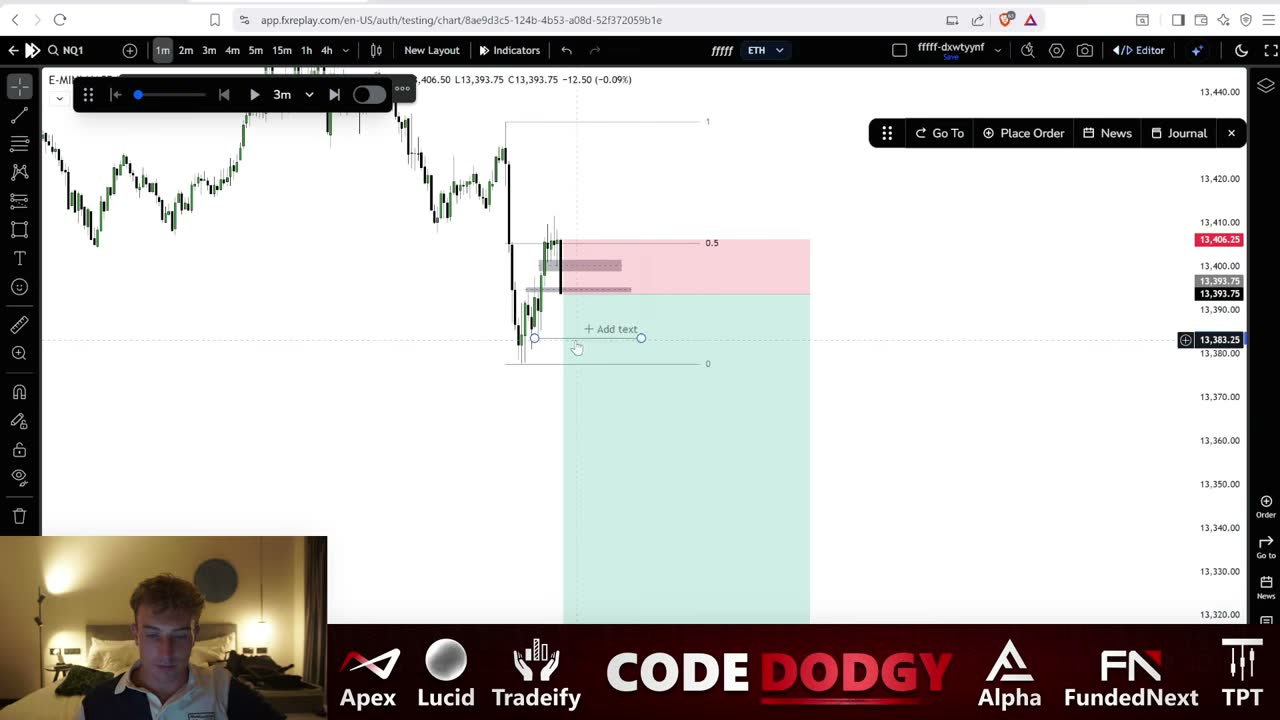 app.fxreplay.com/en-US/auth/testing/chart/8ae9d3c5-124b-4b53-a08d-52f372059b1e
NQ1
1m 2m 3m 4m 5m 15m 1h 4h
New Layout
Indicators
fffff
ETH
fffff-dxwtyynf
Save
Editor
E-MINI
,406.50 L13,393.75 C13,393.75 −12.50 (−0.09%)
3m
Go To
Place Order
News
Journal
1
0.5
+ Add text
0
13,440.00
13,420.00
13,410.00
13,406.25
13,400.00
13,393.75
13,393.75
13,390.00
13,383.25
13,380.00
13,370.00
13,360.00
13,350.00
13,340.00
13,330.00
13,320.00
Order
Go to
News
Apex
Lucid
Tradeify
CODE DODGY
Alpha
FN
FundedNext
TPT